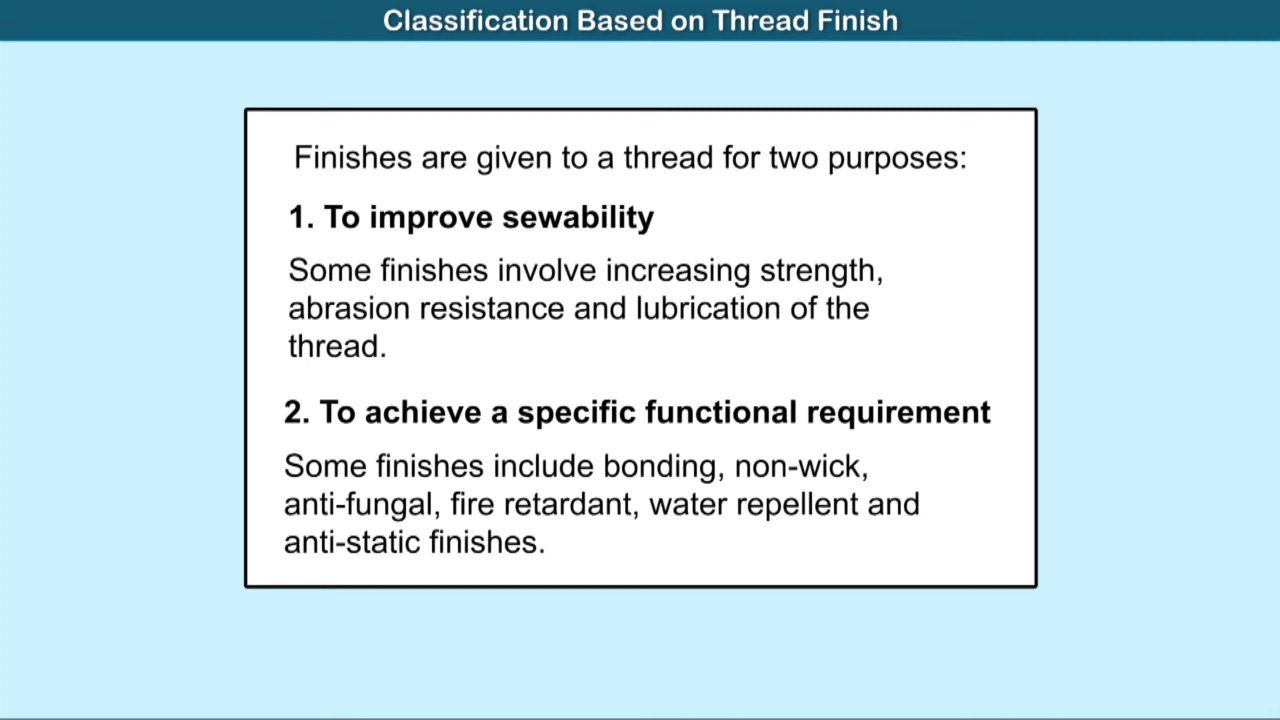 Classification Based on Thread Finish
Finishes are given to a thread for two purposes:
1. To improve sewability
Some finishes involve increasing strength,
abrasion resistance and lubrication of the
thread.
2. To achieve a specific functional requirement
Some finishes include bonding, non-wick,
anti-fungal, fire retardant, water repellent and
anti-static finishes.